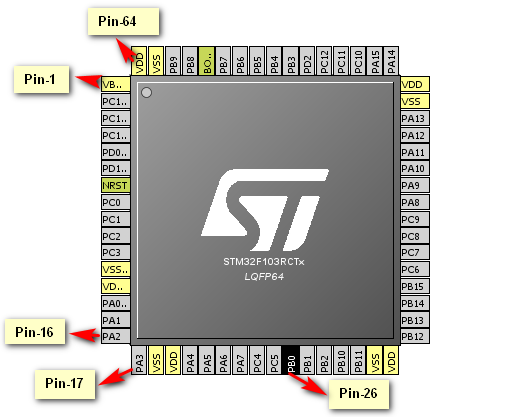 Pin-64
VDD
VSS
PB9
PB8
BO..
PB7
PB6
PB5
PB4
PB3
PD2
PC12
PC11
PC10
PA15
PA14
Pin-1
VB..
PC1..
PC1..
PC1..
PD0..
PD1..
NRST
PC0
PC1
PC2
PC3
VSS..
VD..
PA0..
PA1
PA2
ST
STM32F103RCTx
LQFP64
VDD
VSS
PA13
PA12
PA11
PA10
PA9
PA8
PC9
PC8
PC7
PC6
PB15
PB14
PB13
PB12
Pin-16
PA3
VSS
VDD
PA4
PA5
PA6
PA7
PC4
PC5
PB0
PB1
PB2
PB10
PB11
VSS
VDD
Pin-17
Pin-26